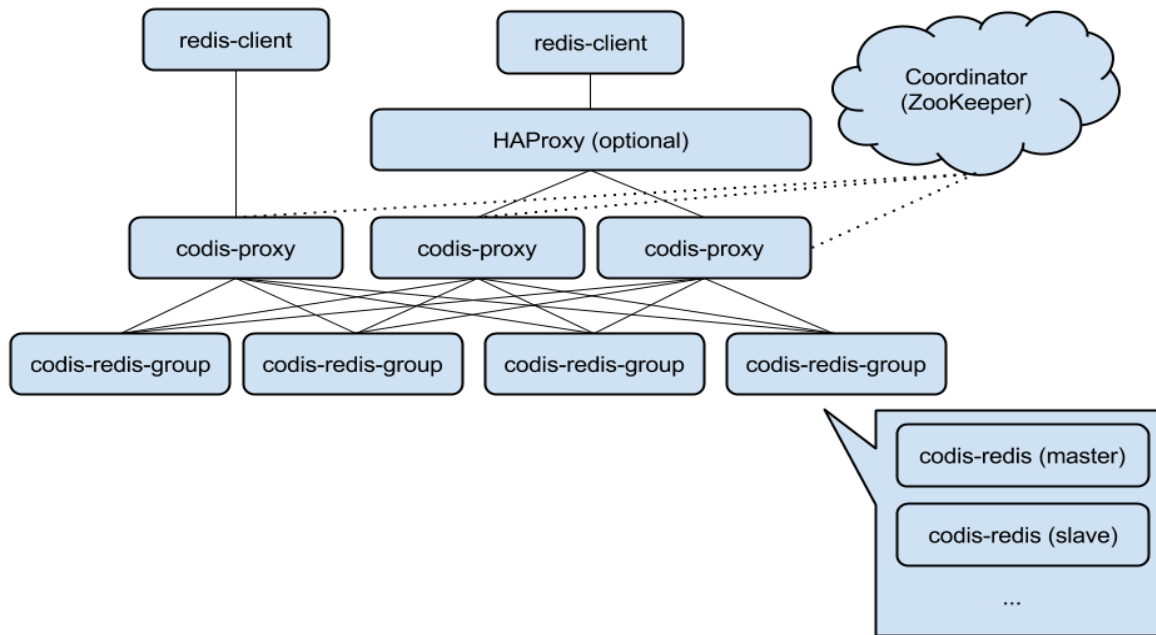 redis-client
redis-client
Coordinator
(ZooKeeper)
HAProxy (optional)
codis-proxy
codis-proxy
codis-proxy
codis-redis-group
codis-redis-group
codis-redis-group
codis-redis-group
codis-redis (master)
codis-redis (slave)
...